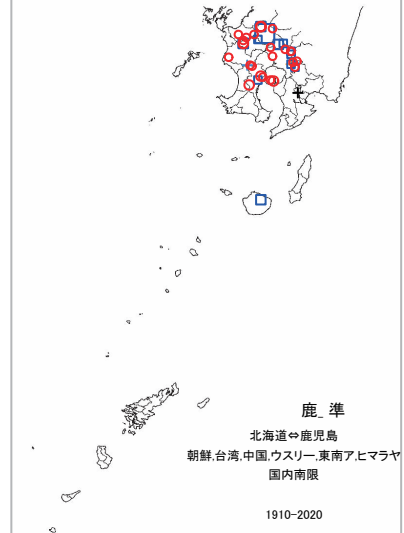 鹿_準
北海道⇔鹿児島
朝鮮,台湾,中国,ウスリー,東南ア,ヒマラヤ
国内南限
1910-2020